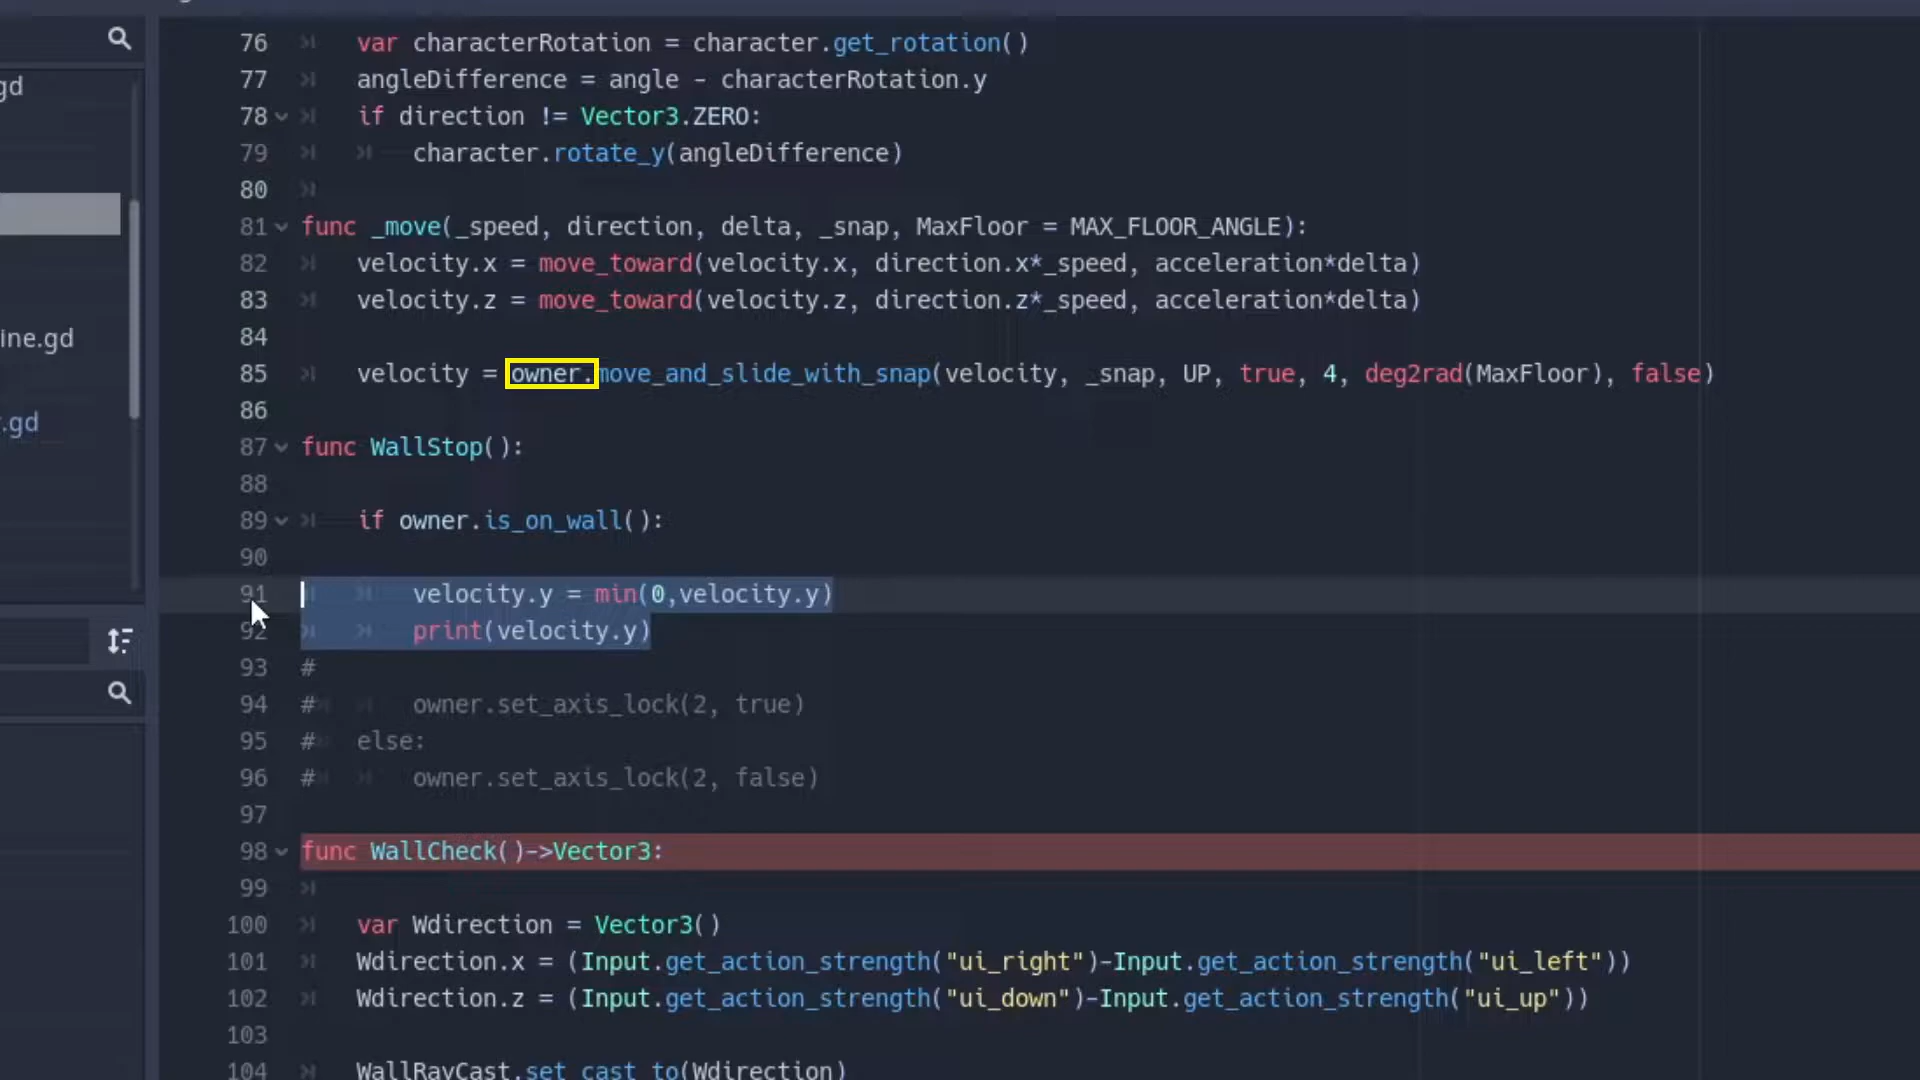 gd
ine.gd
.gd
76 var characterRotation = character.get_rotation()
77 angleDifference = angle - characterRotation.y
78 if direction != Vector3.ZERO:
79 character.rotate_y(angleDifference)
80
81 func _move(_speed, direction, delta, _snap, MaxFloor = MAX_FLOOR_ANGLE):
82 velocity.x = move_toward(velocity.x, direction.x*_speed, acceleration*delta)
83 velocity.z = move_toward(velocity.z, direction.z*_speed, acceleration*delta)
84
85 velocity = owner.move_and_slide_with_snap(velocity, _snap, UP, true, 4, deg2rad(MaxFloor), false)
86
87 func WallStop():
88
89 if owner.is_on_wall():
90
91 velocity.y = min(0,velocity.y)
92 print(velocity.y)
93 #
94 # owner.set_axis_lock(2, true)
95 # else:
96 # owner.set_axis_lock(2, false)
97
98 func WallCheck()->Vector3:
99
100 var Wdirection = Vector3()
101 Wdirection.x = (Input.get_action_strength("ui_right")-Input.get_action_strength("ui_left"))
102 Wdirection.z = (Input.get_action_strength("ui_down")-Input.get_action_strength("ui_up"))
103
104 WallRayCast.set_cast_to(Wdirection)